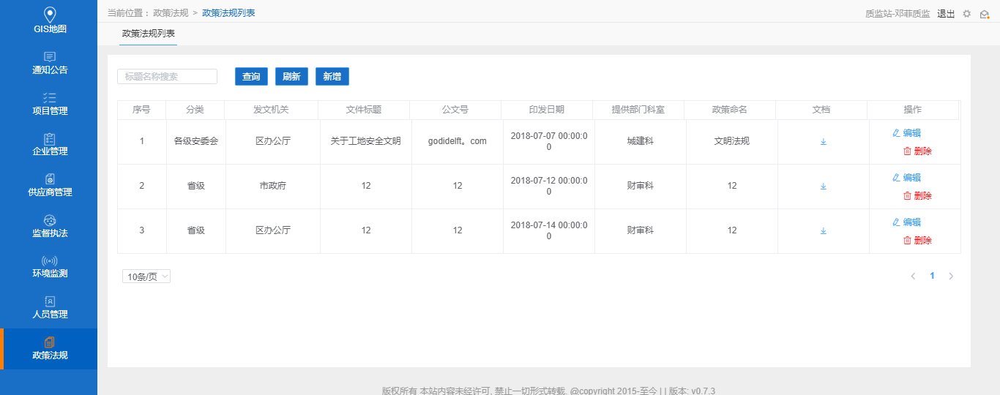 GIS地图
通知公告
项目管理
企业管理
供应商管理
监督执法
环境监测
人员管理
政策法规
当前位置： 政策法规 > 政策法规列表
质监站-邓菲质监 退出
政策法规列表
标题名称搜索 查询 刷新 新增
序号 分类 发文机关 文件标题 公文号 印发日期 提供部门科室 政策命名 文档 操作
1 各级安委会 区办公厅 关于工地安全文明 godidelft。com 2018-07-07 00:00:0 城建科 文明法规 编辑
0 删除
2 省级 市政府 12 12 2018-07-12 00:00:0 财审科 12 编辑
0 删除
3 省级 区办公厅 12 12 2018-07-14 00:00:0 财审科 12 编辑
0 删除
10条/页 1
版权所有 本站内容未经许可, 禁止一切形式转载. @copyright 2015-至今 | | 版本: v0.7.3